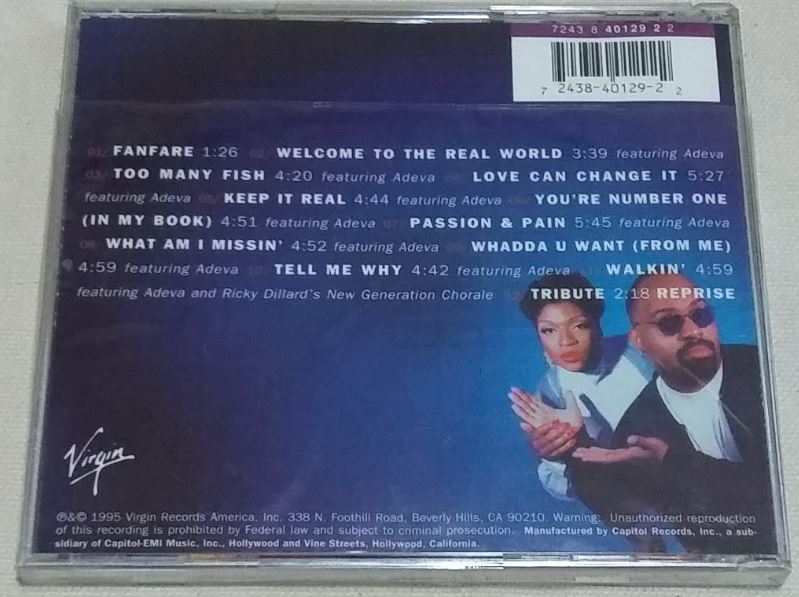 7243 8 40129 2 2
7 2438-40129-2 2
01/ FANFARE 1:26 02/ WELCOME TO THE REAL WORLD 3:39 featuring Adeva
03/ TOO MANY FISH 4:20 featuring Adeva 04/ LOVE CAN CHANGE IT 5:27
featuring Adeva 05/ KEEP IT REAL 4:44 featuring Adeva 06/ YOU'RE NUMBER ONE
(IN MY BOOK) 4:51 featuring Adeva 07/ PASSION & PAIN 5:45 featuring Adeva
08/ WHAT AM I MISSIN' 4:52 featuring Adeva 09/ WHADDA U WANT (FROM ME)
4:59 featuring Adeva 10/ TELL ME WHY 4:42 featuring Adeva 11/ WALKIN' 4:59
featuring Adeva and Ricky Dillard's New Generation Chorale 12/ TRIBUTE 2:18 REPRISE
Virgin
℗&© 1995 Virgin Records America, Inc. 338 N. Foothill Road, Beverly Hills, CA 90210. Warning: Unauthorized reproduction
of this recording is prohibited by Federal law and subject to criminal prosecution. Manufactured by Capitol Records, Inc., a sub-
sidiary of Capitol-EMI Music, Inc., Hollywood and Vine Streets, Hollywood, California.